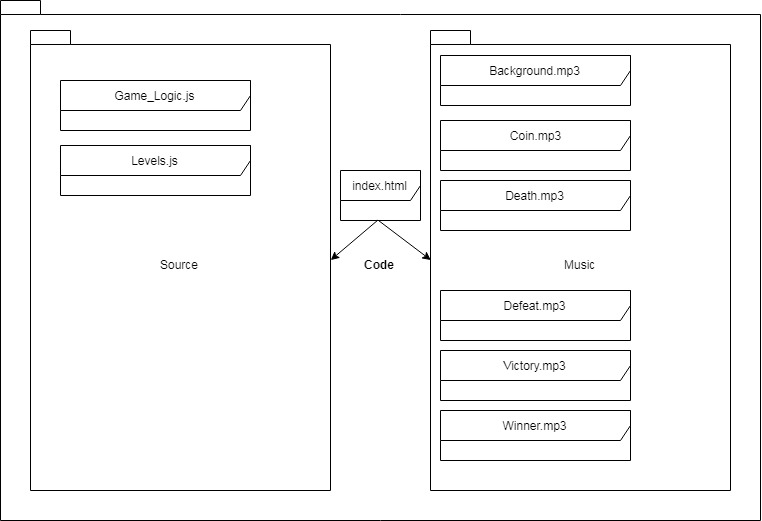 Game_Logic.js
Levels.js
Source
index.html
Code
Background.mp3
Coin.mp3
Death.mp3
Music
Defeat.mp3
Victory.mp3
Winner.mp3